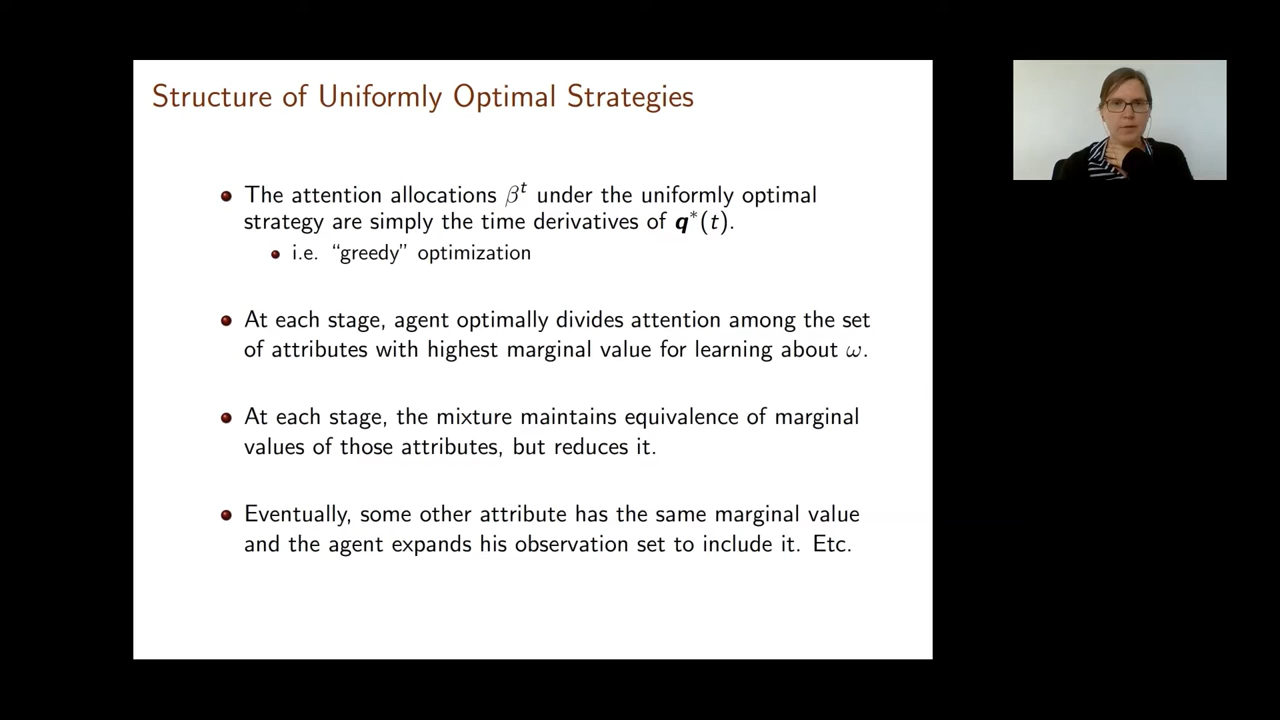 Structure of Uniformly Optimal Strategies
The attention allocations βᵗ under the uniformly optimal
strategy are simply the time derivatives of q*(t).
i.e. “greedy” optimization
At each stage, agent optimally divides attention among the set
of attributes with highest marginal value for learning about ω.
At each stage, the mixture maintains equivalence of marginal
values of those attributes, but reduces it.
Eventually, some other attribute has the same marginal value
and the agent expands his observation set to include it. Etc.